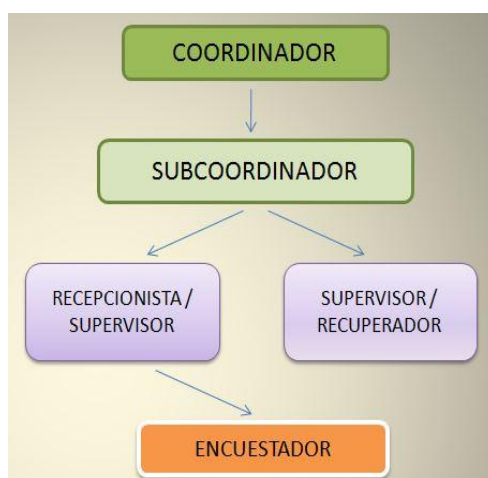 COORDINADOR
SUBCOORDINADOR
RECEPCIONISTA /
SUPERVISOR
SUPERVISOR /
RECUPERADOR
ENCUESTADOR